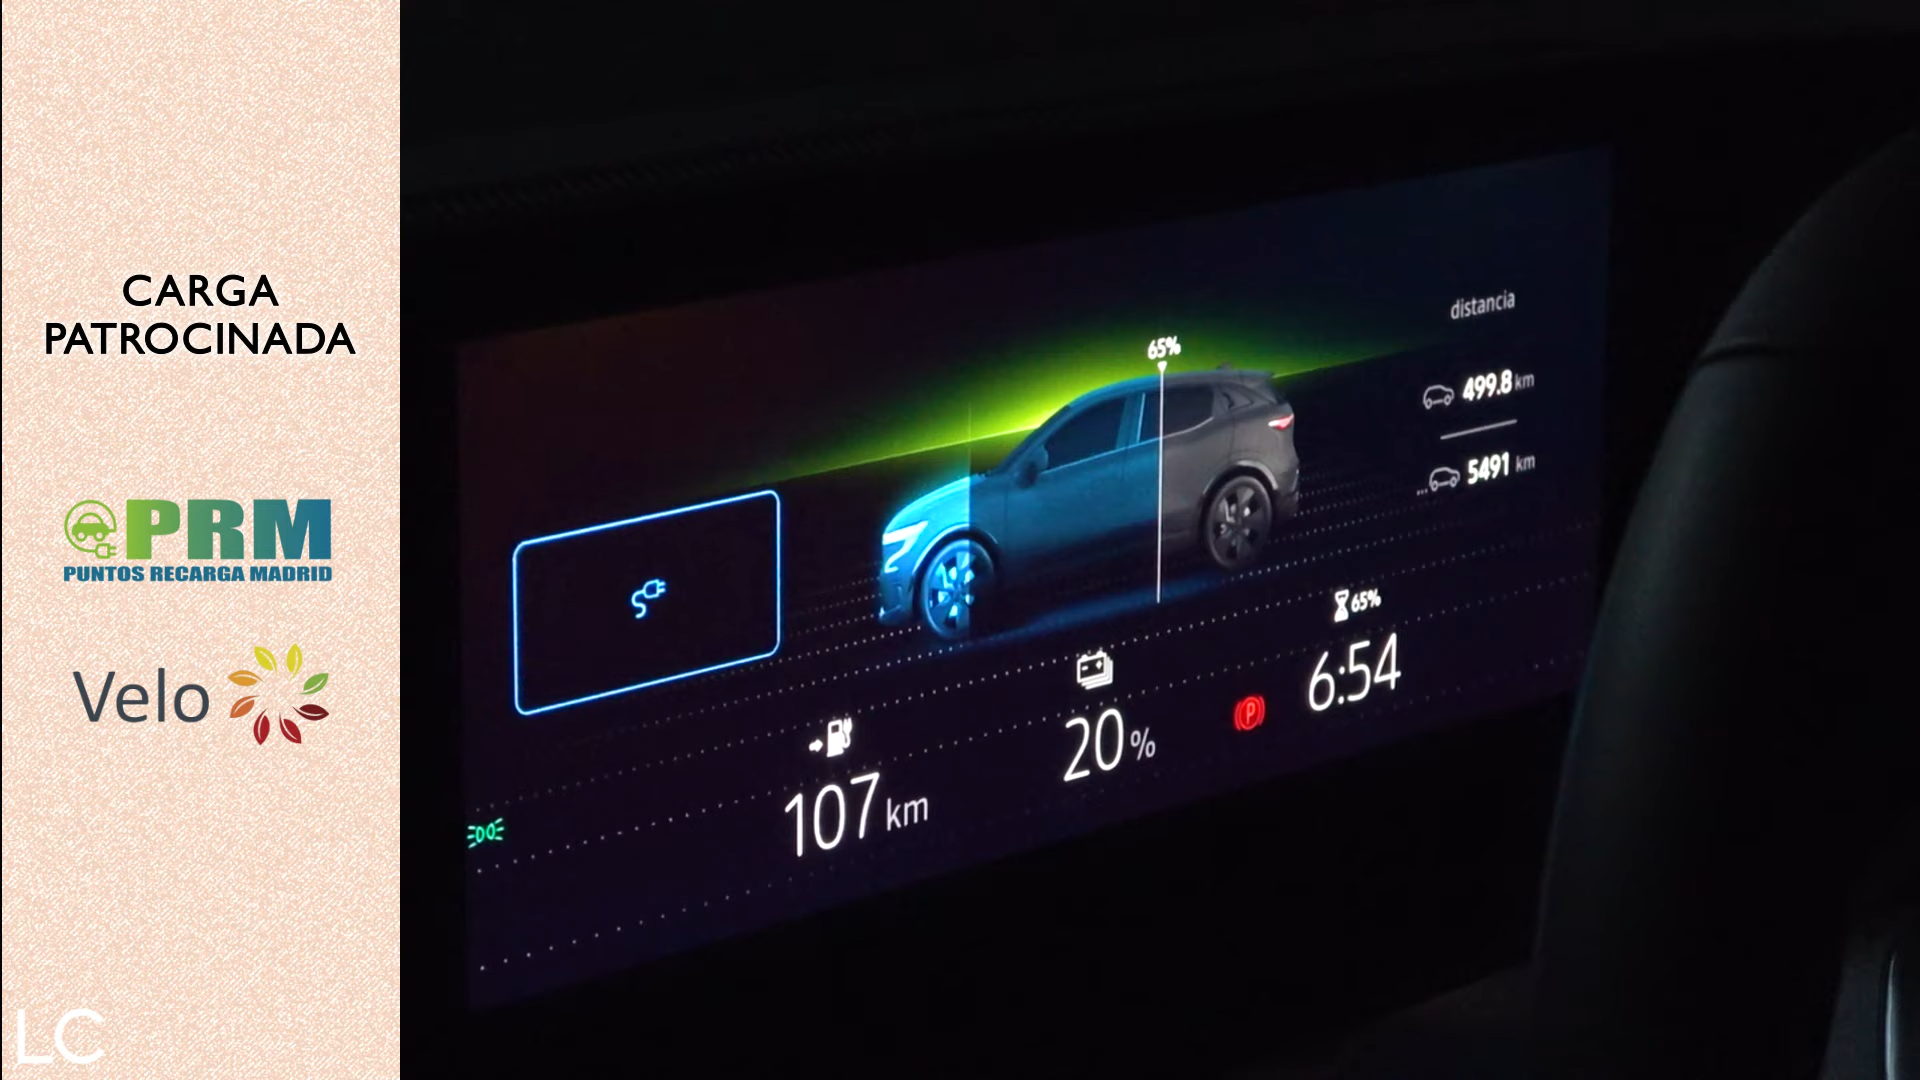 CARGA
PATROCINADA
PRM
PUNTOS RECARGA MADRID
Velo
LC
distancia
65%
499.8 km
5491 km
65%
6:54
20%
P
107 km